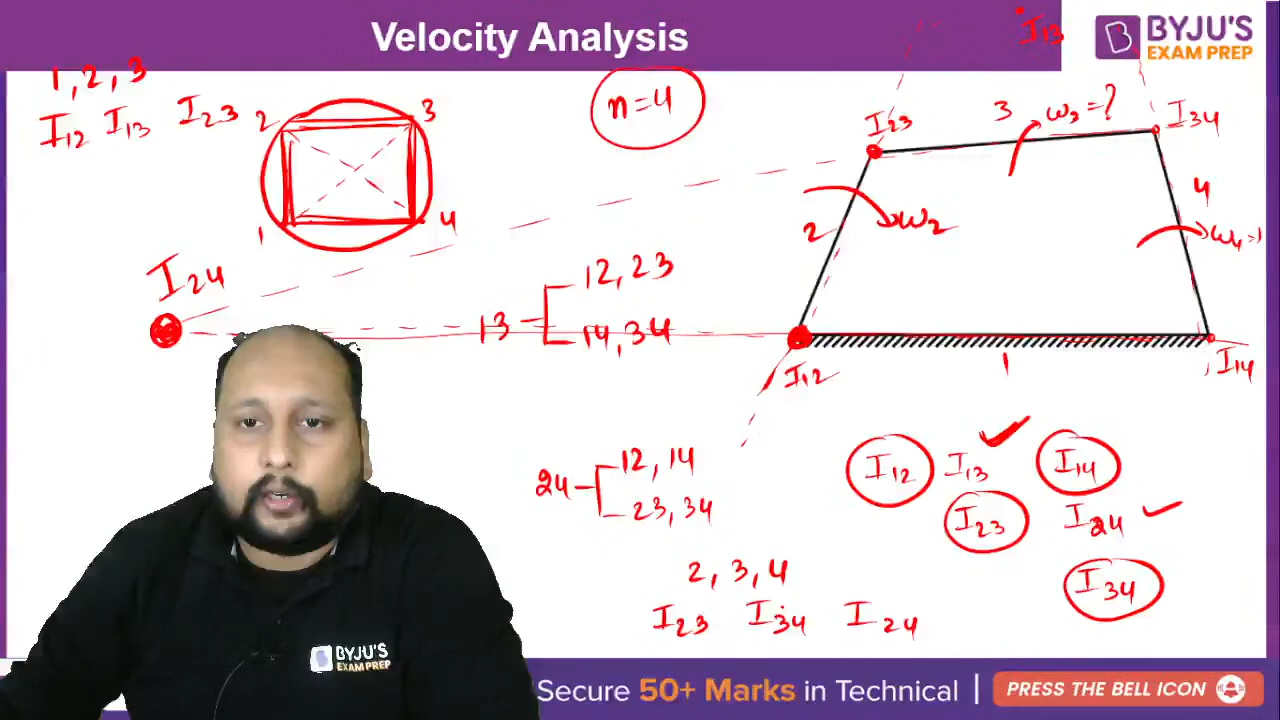 Velocity Analysis
BYJU'S
EXAM PREP
1, 2, 3
I12 I13 I23
2 3
1 4
n=4
I13
I23
3
ω3=?
I34
2
ω2
4
ω4=
I24
13
12, 23
14, 34
I12
1
I14
24
12, 14
23, 34
I12 I13 I14
I23 I24
I34
2, 3, 4
I23 I34 I24
BYJU'S
EXAM PREP
Secure 50+ Marks in Technical
PRESS THE BELL ICON